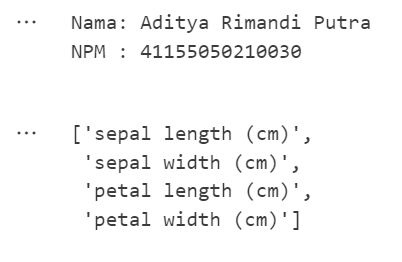 ... Nama: Aditya Rimandi Putra
NPM : 41155050210030
... ['sepal length (cm)',
'sepal width (cm)',
'petal length (cm)',
'petal width (cm)']